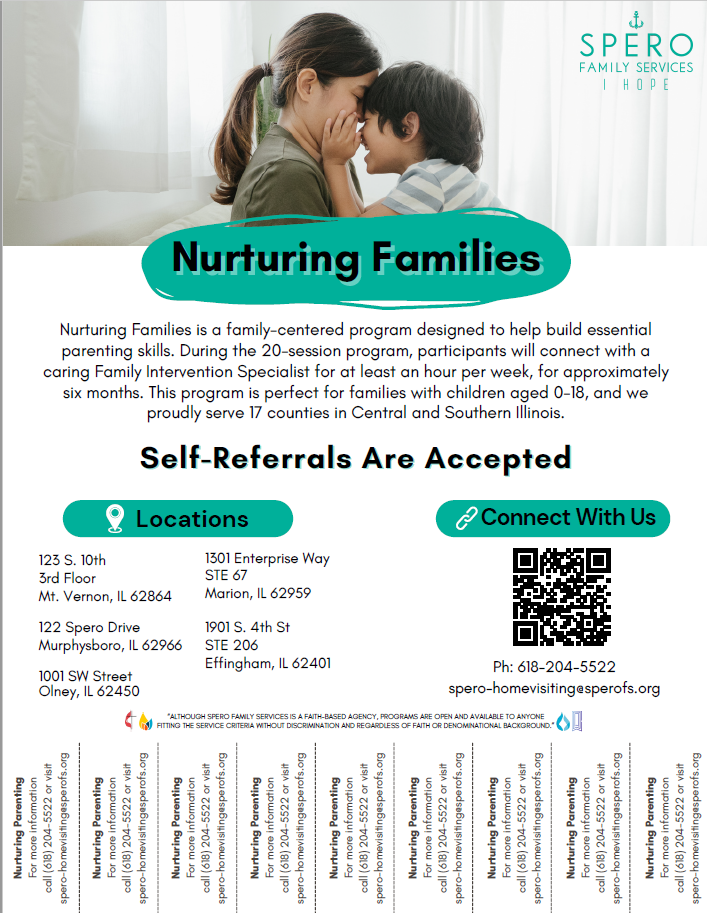 SPERO
FAMILY SERVICES
I HOPE
Nurturing Families
Nurturing Families is a family-centered program designed to help build essential
parenting skills. During the 20-session program, participants will connect with a
caring Family Intervention Specialist for at least an hour per week, for approximately
six months. This program is perfect for families with children aged 0-18, and we
proudly serve 17 counties in Central and Southern Illinois.
Self-Referrals Are Accepted
Locations
123 S. 10th
3rd Floor
Mt. Vernon, IL 62864
122 Spero Drive
Murphysboro, IL 62966
1001 SW Street
Olney, IL 62450
1301 Enterprise Way
STE 67
Marion, IL 62959
1901 S. 4th St
STE 206
Effingham, IL 62401
Connect With Us
Ph: 618-204-5522
spero-homevisiting@sperofs.org
"ALTHOUGH SPERO FAMILY SERVICES IS A FAITH-BASED AGENCY, PROGRAMS ARE OPEN AND AVAILABLE TO ANYONE
FITTING THE SERVICE CRITERIA WITHOUT DISCRIMINATION AND REGARDLESS OF FAITH OR DENOMINATIONAL BACKGROUND."
Nurturing Parenting
For more information
call (618) 204-5522 or visit
spero-homevisiting@sperofs.org
Nurturing Parenting
For more information
call (618) 204-5522 or visit
spero-homevisiting@sperofs.org
Nurturing Parenting
For more information
call (618) 204-5522 or visit
spero-homevisiting@sperofs.org
Nurturing Parenting
For more information
call (618) 204-5522 or visit
spero-homevisiting@sperofs.org
Nurturing Parenting
For more information
call (618) 204-5522 or visit
spero-homevisiting@sperofs.org
Nurturing Parenting
For more information
call (618) 204-5522 or visit
spero-homevisiting@sperofs.org
Nurturing Parenting
For more information
call (618) 204-5522 or visit
spero-homevisiting@sperofs.org
Nurturing Parenting
For more information
call (618) 204-5522 or visit
spero-homevisiting@sperofs.org
Nurturing Parenting
For more information
call (618) 204-5522 or visit
spero-homevisiting@sperofs.org